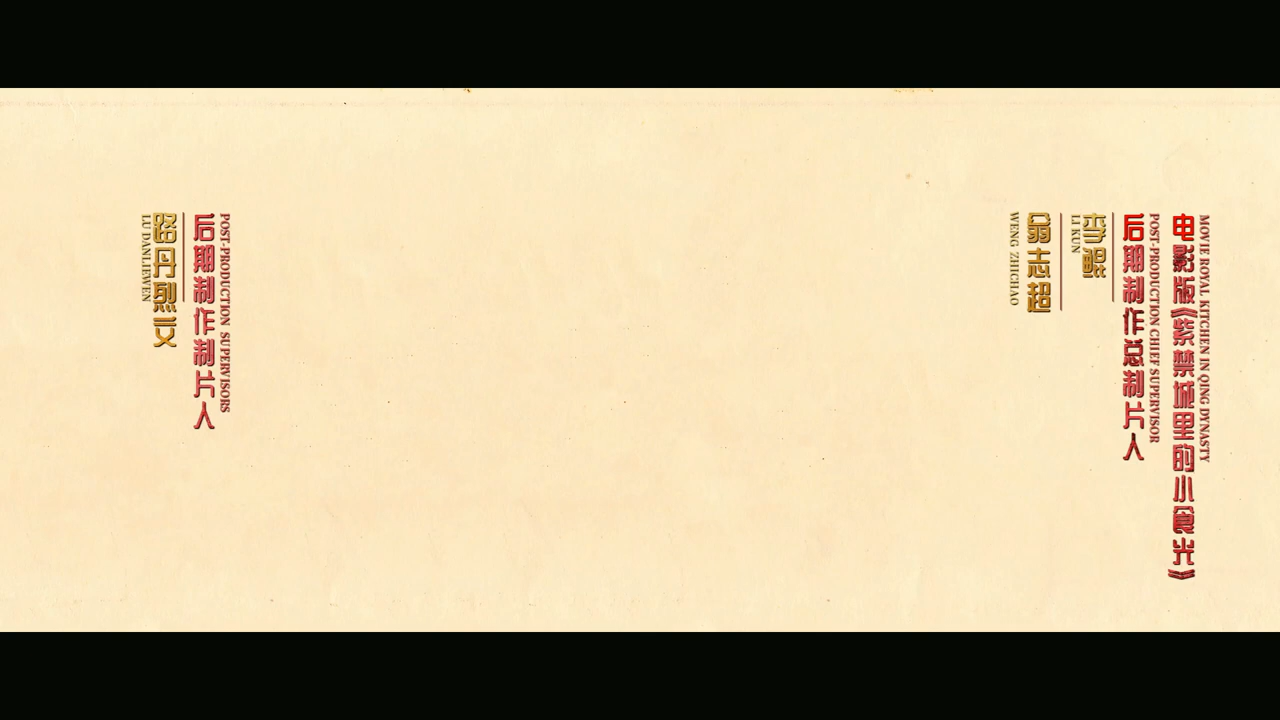 电影版《紫禁城里的小食光》
MOVIE ROYAL KITCHEN IN QING DYNASTY
后期制作总制片人
POST-PRODUCTION CHIEF SUPERVISOR
李鲲
LI KUN
翁志超
WENG ZHICHAO
后期制作制片人
POST-PRODUCTION SUPERVISORS
路丹烈文
LU DANLIEWEN